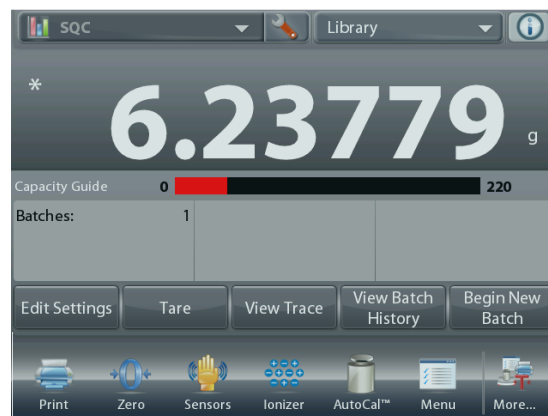 SQC Library
* 6.23779 g
Capacity Guide 0 220
Batches: 1
Edit Settings Tare View Trace View Batch History Begin New Batch
Print Zero Sensors Ionizer AutoCal™ Menu More...